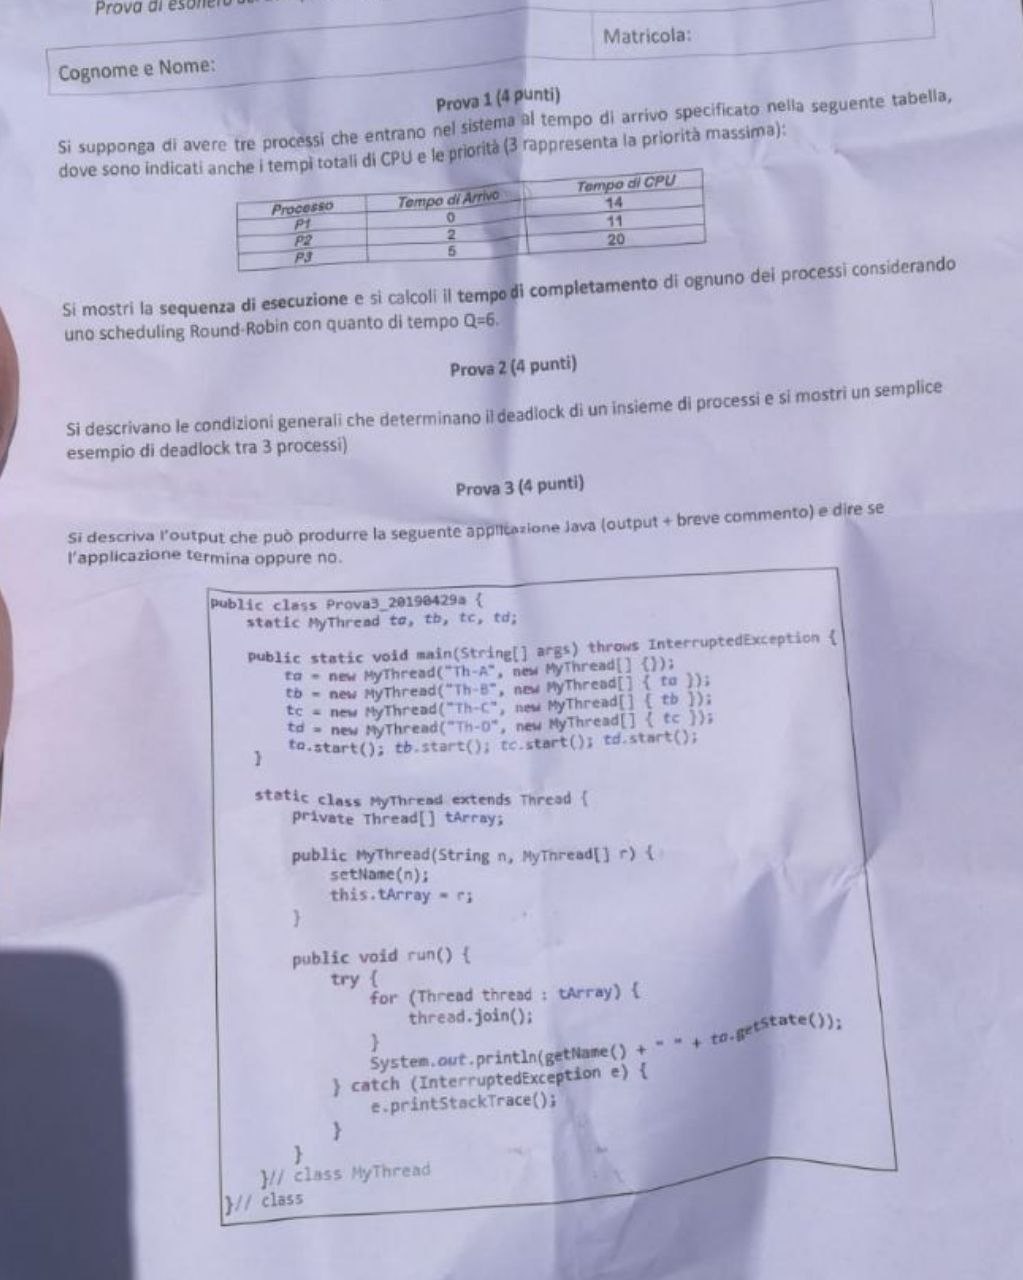 Prova di esonero
Cognome e Nome:
Matricola:
Prova 1 (4 punti)
Si supponga di avere tre processi che entrano nel sistema al tempo di arrivo specificato nella seguente tabella,
dove sono indicati anche i tempi totali di CPU e le priorità (3 rappresenta la priorità massima):
Processo Tempo di Arrivo Tempo di CPU
P1 0 14
P2 2 11
P3 5 20
Si mostri la sequenza di esecuzione e si calcoli il tempo di completamento di ognuno dei processi considerando
uno scheduling Round-Robin con quanto di tempo Q=6.
Prova 2 (4 punti)
Si descrivano le condizioni generali che determinano il deadlock di un insieme di processi e si mostri un semplice
esempio di deadlock tra 3 processi)
Prova 3 (4 punti)
Si descriva l'output che può produrre la seguente applicazione Java (output + breve commento) e dire se
l'applicazione termina oppure no.
public class Prova3_20190429a {
static MyThread ta, tb, tc, td;
public static void main(String[] args) throws InterruptedException {
ta = new MyThread("Th-A", new MyThread[] {});
tb = new MyThread("Th-B", new MyThread[] { ta });
tc = new MyThread("Th-C", new MyThread[] { tb });
td = new MyThread("Th-D", new MyThread[] { tc });
ta.start(); tb.start(); tc.start(); td.start();
}
static class MyThread extends Thread {
private Thread[] tArray;
public MyThread(String n, MyThread[] r) {
setName(n);
this.tArray = r;
}
public void run() {
try {
for (Thread thread : tArray) {
thread.join();
}
System.out.println(getName() + " " + ta.getState());
} catch (InterruptedException e) {
e.printStackTrace();
}
}
}// class MyThread
}// class